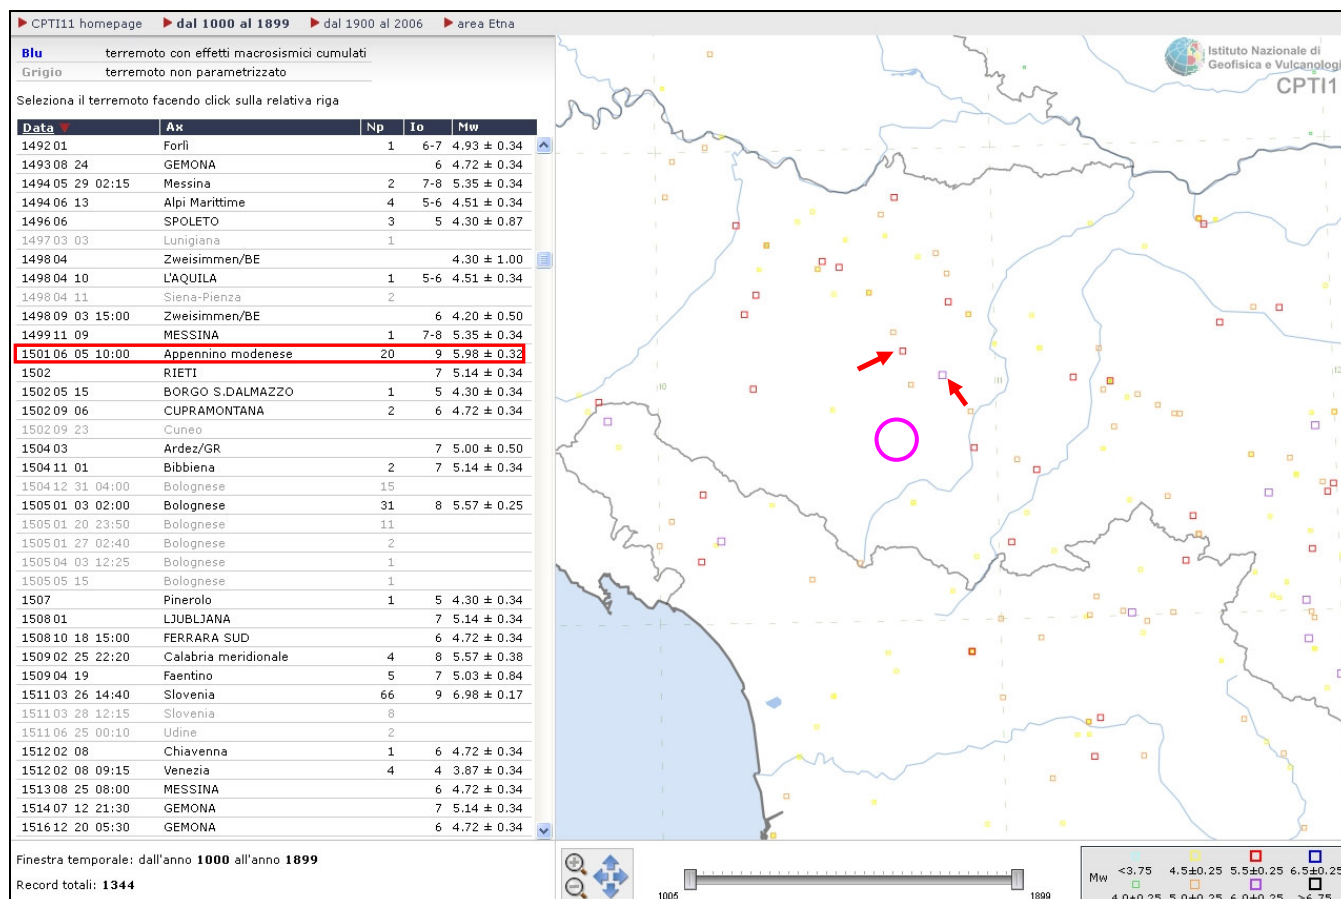 CPTI11 homepage dal 1000 al 1899 dal 1900 al 2006 area Etna
Blu terremoto con effetti macrosismici cumulati
Grigio terremoto non parametrizzato
Seleziona il terremoto facendo click sulla relativa riga
Data Ax Np Io Mw
1492 01 Forlì 1 6-7 4.93 ± 0.34
1493 08 24 GEMONA 6 4.72 ± 0.34
1494 05 29 02:15 Messina 2 7-8 5.35 ± 0.34
1494 06 13 Alpi Marittime 4 5-6 4.51 ± 0.34
1496 06 SPOLETO 3 5 4.30 ± 0.87
1497 03 03 Lunigiana 1
1498 04 Zweisimmen/BE 4.30 ± 1.00
1498 04 10 L'AQUILA 1 5-6 4.51 ± 0.34
1498 04 11 Siena-Pienza 2
1498 09 03 15:00 Zweisimmen/BE 6 4.20 ± 0.50
1499 11 09 MESSINA 1 7-8 5.35 ± 0.34
1501 06 05 10:00 Appennino modenese 20 9 5.98 ± 0.32
1502 RIETI 7 5.14 ± 0.34
1502 05 15 BORGO S.DALMAZZO 1 5 4.30 ± 0.34
1502 09 06 CUPRAMONTANA 2 6 4.72 ± 0.34
1502 09 23 Cuneo
1504 03 Ardez/GR 7 5.00 ± 0.50
1504 11 01 Bibbiena 2 7 5.14 ± 0.34
1504 12 31 04:00 Bolognese 15
1505 01 03 02:00 Bolognese 31 8 5.57 ± 0.25
1505 01 20 23:50 Bolognese 11
1505 01 27 02:40 Bolognese 2
1505 04 03 12:25 Bolognese 1
1505 05 15 Bolognese 1
1507 Pinerolo 1 5 4.30 ± 0.34
1508 01 LJUBLJANA 7 5.14 ± 0.34
1508 10 18 15:00 FERRARA SUD 6 4.72 ± 0.34
1509 02 25 22:20 Calabria meridionale 4 8 5.57 ± 0.38
1509 04 19 Faentino 5 7 5.03 ± 0.84
1511 03 26 14:40 Slovenia 66 9 6.98 ± 0.17
1511 03 28 12:15 Slovenia 8
1511 06 25 00:10 Udine 2
1512 02 08 Chiavenna 1 6 4.72 ± 0.34
1512 02 08 09:15 Venezia 4 4 3.87 ± 0.34
1513 08 25 08:00 MESSINA 6 4.72 ± 0.34
1514 07 12 21:30 GEMONA 7 5.14 ± 0.34
1516 12 20 05:30 GEMONA 6 4.72 ± 0.34
Finestra temporale: dall'anno 1000 all'anno 1899
Record totali: 1344
Istituto Nazionale di
Geofisica e Vulcanologi
CPTI1
10 11 12
1005 1899
Mw <3.75 4.5±0.25 5.5±0.25 6.5±0.25
4.0±0.25 5.0±0.25 6.0±0.25 >6.75